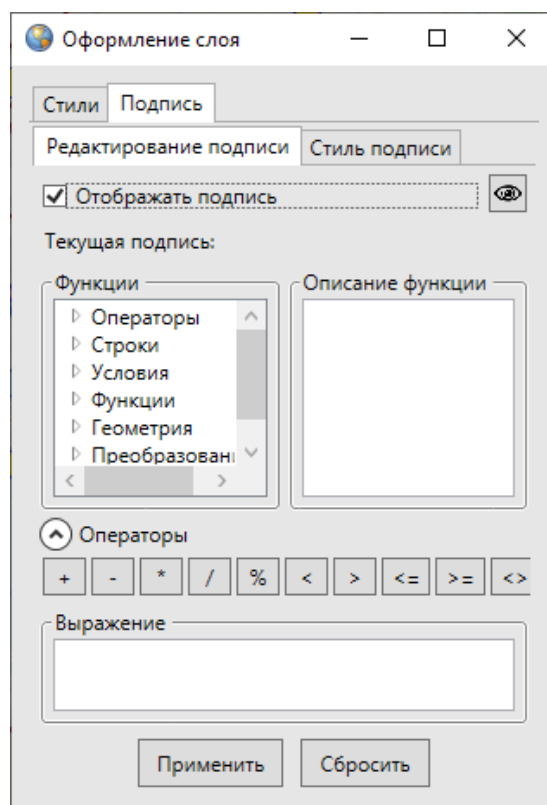 Оформление слоя
Стили Подпись
Редактирование подписи Стиль подписи
Отображать подпись
Текущая подпись:
Функции Описание функции
Операторы
Строки
Условия
Функции
Геометрия
Преобразован
Операторы
+ - * / % < > <= >= <>
Выражение
Применить Сбросить